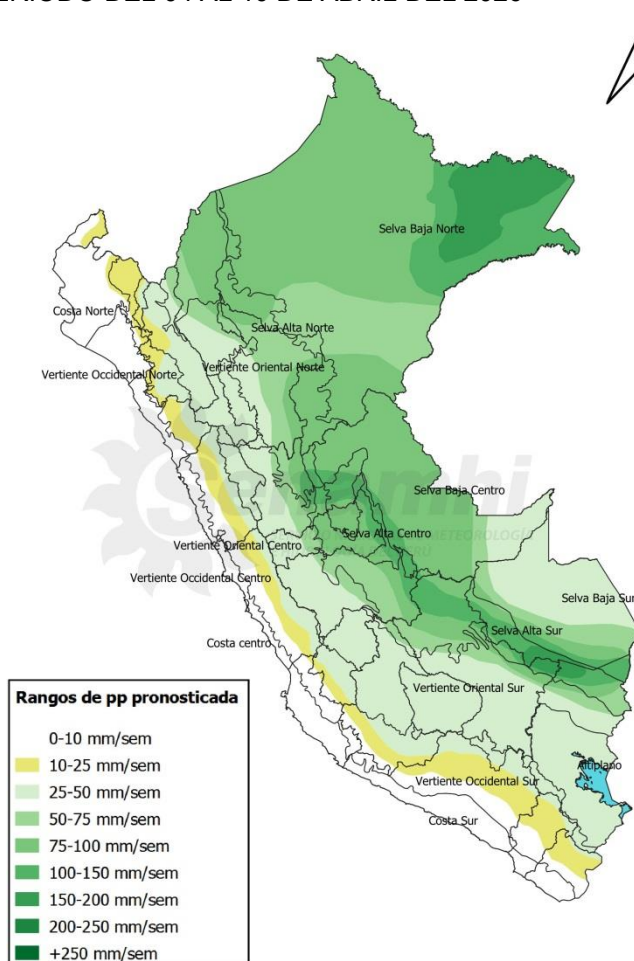 Selva Baja Norte
Costa Norte
Selva Alta Norte
Vertiente Oriental Norte
Vertiente Occidental Norte
Senamhi
Selva Baja Centro
Selva Alta Centro
Vertiente Oriental Centro
Vertiente Occidental Centro
Selva Baja Sur
Selva Alta Sur
Costa centro
Vertiente Oriental Sur
Altiplano
Vertiente Occidental Sur
Costa Sur
Rangos de pp pronosticada
0-10 mm/sem
10-25 mm/sem
25-50 mm/sem
50-75 mm/sem
75-100 mm/sem
100-150 mm/sem
150-200 mm/sem
200-250 mm/sem
+250 mm/sem